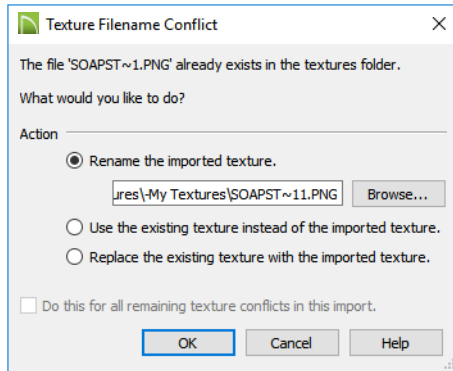 Texture Filename Conflict
The file 'SOAPST~1.PNG' already exists in the textures folder.
What would you like to do?
Action
Rename the imported texture.
ures\-My Textures\SOAPST~11.PNG Browse...
Use the existing texture instead of the imported texture.
Replace the existing texture with the imported texture.
Do this for all remaining texture conflicts in this import.
OK Cancel Help